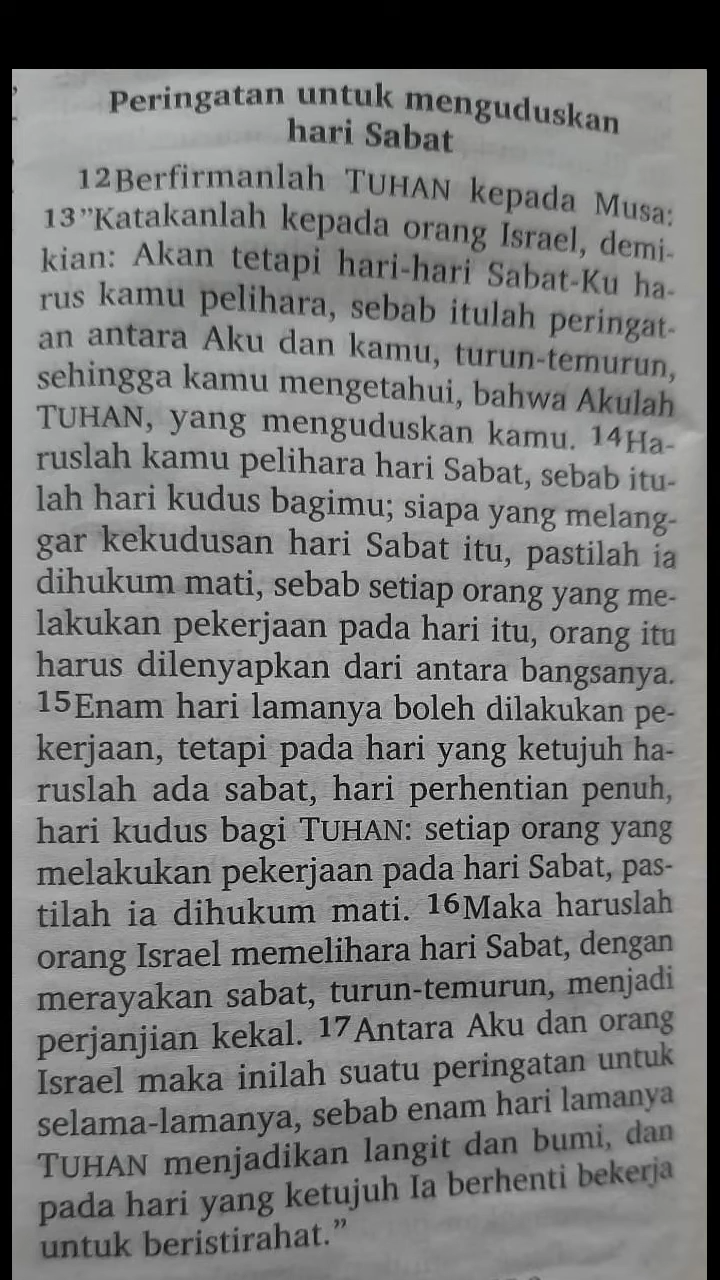 Peringatan untuk menguduskan
hari Sabat
12Berfirmanlah TUHAN kepada Musa:
13”Katakanlah kepada orang Israel, demi-
kian: Akan tetapi hari-hari Sabat-Ku ha-
rus kamu pelihara, sebab itulah peringat-
an antara Aku dan kamu, turun-temurun,
sehingga kamu mengetahui, bahwa Akulah
TUHAN, yang menguduskan kamu. 14Ha-
ruslah kamu pelihara hari Sabat, sebab itu-
lah hari kudus bagimu; siapa yang melang-
gar kekudusan hari Sabat itu, pastilah ia
dihukum mati, sebab setiap orang yang me-
lakukan pekerjaan pada hari itu, orang itu
harus dilenyapkan dari antara bangsanya.
15Enam hari lamanya boleh dilakukan pe-
kerjaan, tetapi pada hari yang ketujuh ha-
ruslah ada sabat, hari perhentian penuh,
hari kudus bagi TUHAN: setiap orang yang
melakukan pekerjaan pada hari Sabat, pas-
tilah ia dihukum mati. 16Maka haruslah
orang Israel memelihara hari Sabat, dengan
merayakan sabat, turun-temurun, menjadi
perjanjian kekal. 17Antara Aku dan orang
Israel maka inilah suatu peringatan untuk
selama-lamanya, sebab enam hari lamanya
TUHAN menjadikan langit dan bumi, dan
pada hari yang ketujuh Ia berhenti bekerja
untuk beristirahat.”